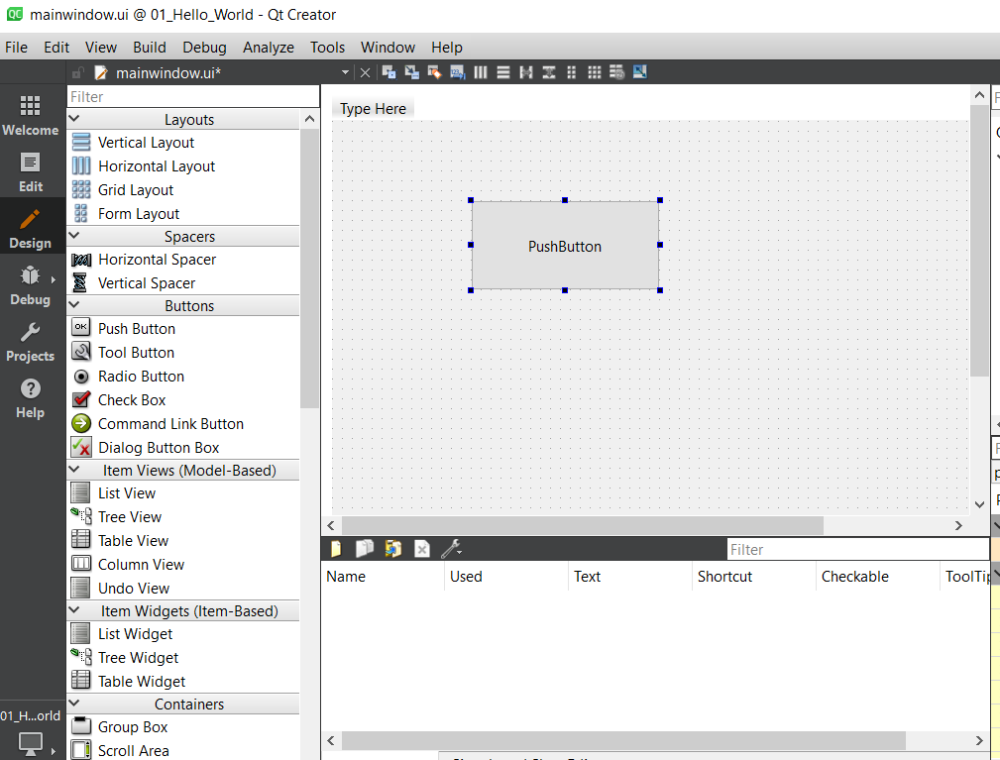 QC mainwindow.ui @ 01_Hello_World - Qt Creator
File Edit View Build Debug Analyze Tools Window Help
mainwindow.ui*
Filter
Type Here
Welcome
Edit
Design
Debug
Projects
Help
01_H...orld
Layouts
Vertical Layout
Horizontal Layout
Grid Layout
Form Layout
Spacers
Horizontal Spacer
Vertical Spacer
Buttons
OK Push Button
Tool Button
Radio Button
Check Box
Command Link Button
Dialog Button Box
Item Views (Model-Based)
List View
Tree View
Table View
Column View
Undo View
Item Widgets (Item-Based)
List Widget
Tree Widget
Table Widget
Containers
Group Box
Scroll Area
PushButton
Filter
Name Used Text Shortcut Checkable ToolTip